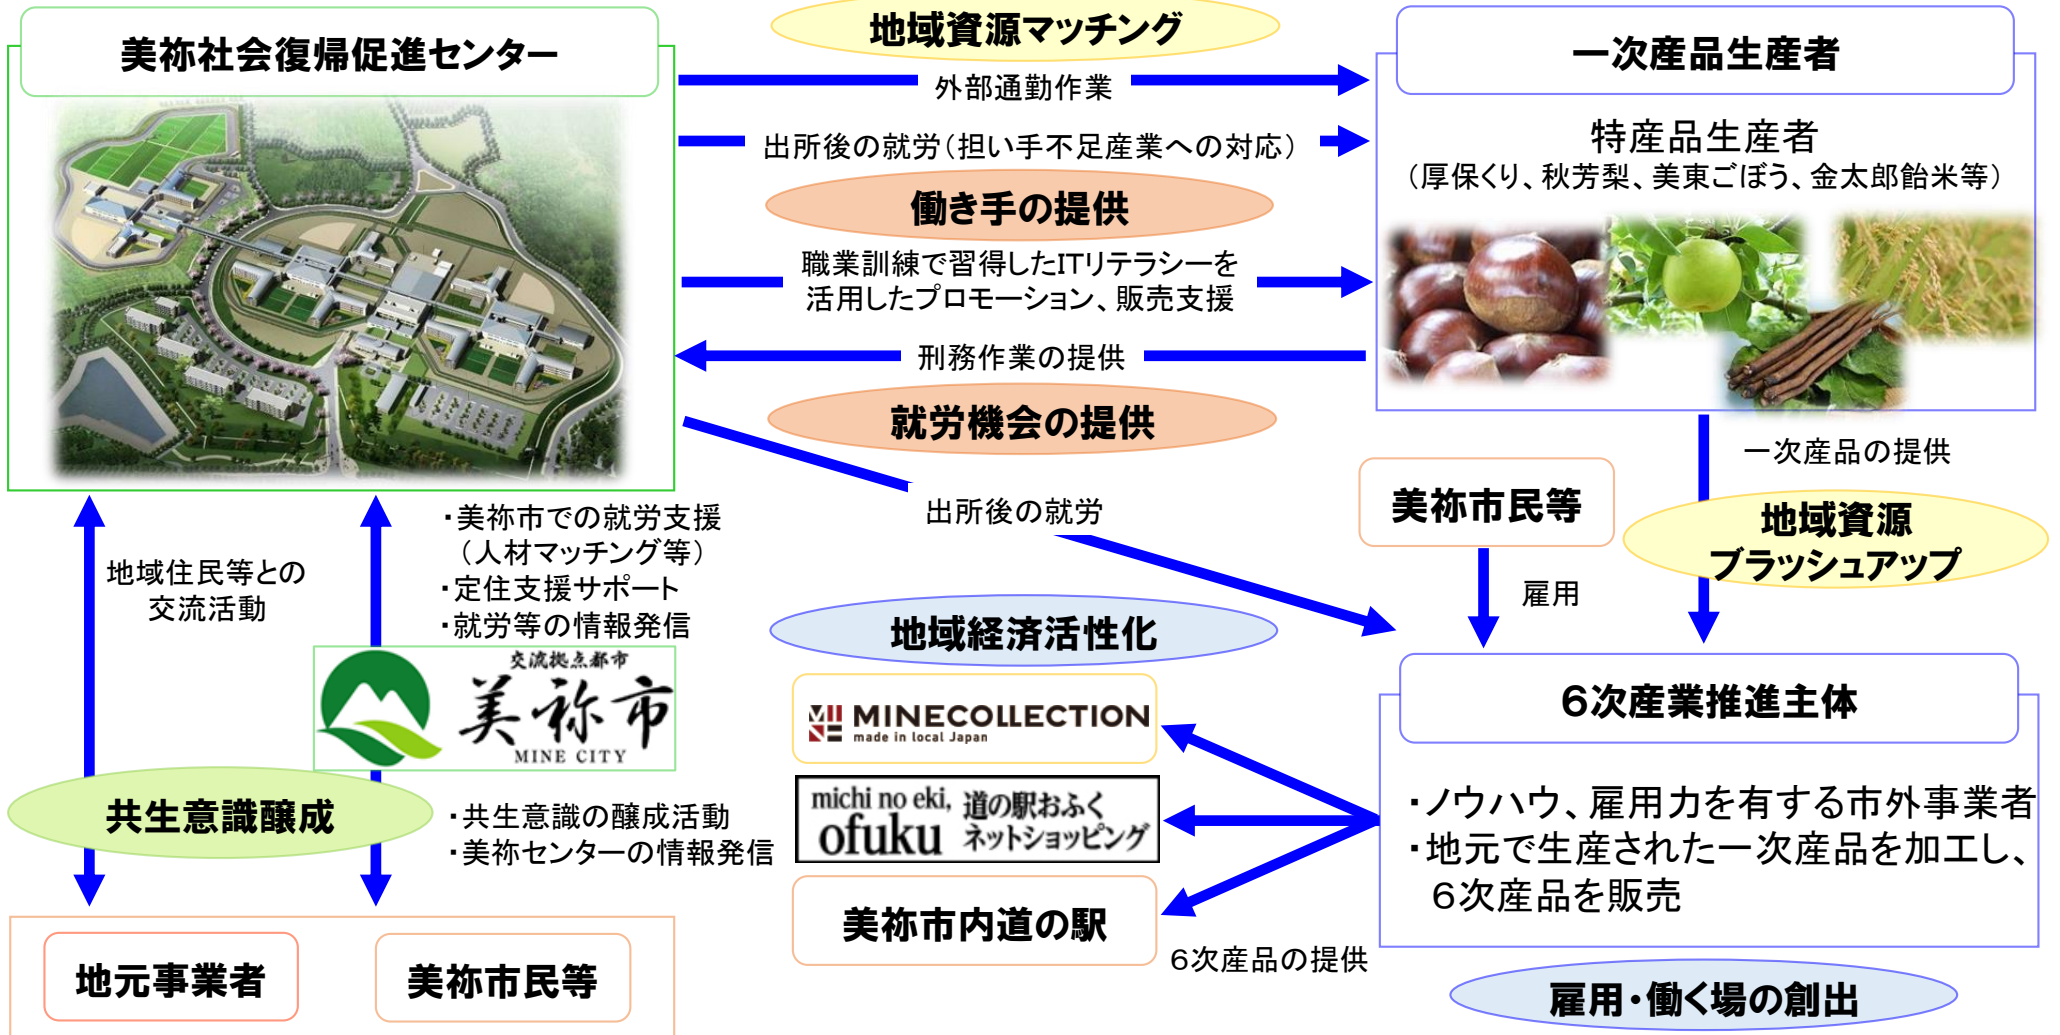 美祢社会復帰促進センター
地域資源マッチング
外部通勤作業
出所後の就労(担い手不足産業への対応)
働き手の提供
職業訓練で習得したITリテラシーを
活用したプロモーション、販売支援
刑務作業の提供
就労機会の提供
出所後の就労
一次産品生産者
特産品生産者
(厚保くり、秋芳梨、美東ごぼう、金太郎飴米等)
一次産品の提供
美祢市民等
地域資源
ブラッシュアップ
雇用
地域住民等との
交流活動
・美祢市での就労支援
(人材マッチング等)
・定住支援サポート
・就労等の情報発信
交流拠点都市
美祢市
MINE CITY
共生意識醸成
・共生意識の醸成活動
・美祢センターの情報発信
地元事業者
美祢市民等
地域経済活性化
MINE
MINECOLLECTION
made in local Japan
michi no eki,
ofuku
道の駅おふく
ネットショッピング
美祢市内道の駅
6次産品の提供
6次産業推進主体
・ノウハウ、雇用力を有する市外事業者
・地元で生産された一次産品を加工し、
6次産品を販売
雇用・働く場の創出